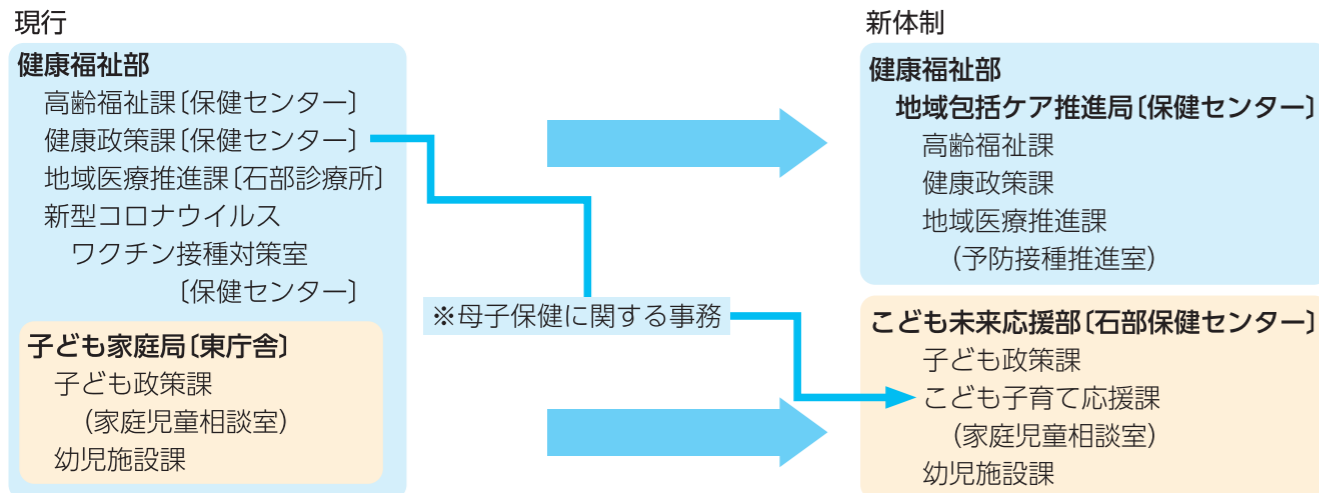 現行
健康福祉部
高齢福祉課〔保健センター〕
健康政策課〔保健センター〕
地域医療推進課〔石部診療所〕
新型コロナウイルス
ワクチン接種対策室
〔保健センター〕
子ども家庭局〔東庁舎〕
子ども政策課
（家庭児童相談室）
幼児施設課
※母子保健に関する事務
新体制
健康福祉部
地域包括ケア推進局〔保健センター〕
高齢福祉課
健康政策課
地域医療推進課
（予防接種推進室）
こども未来応援部〔石部保健センター〕
子ども政策課
こども子育て応援課
（家庭児童相談室）
幼児施設課